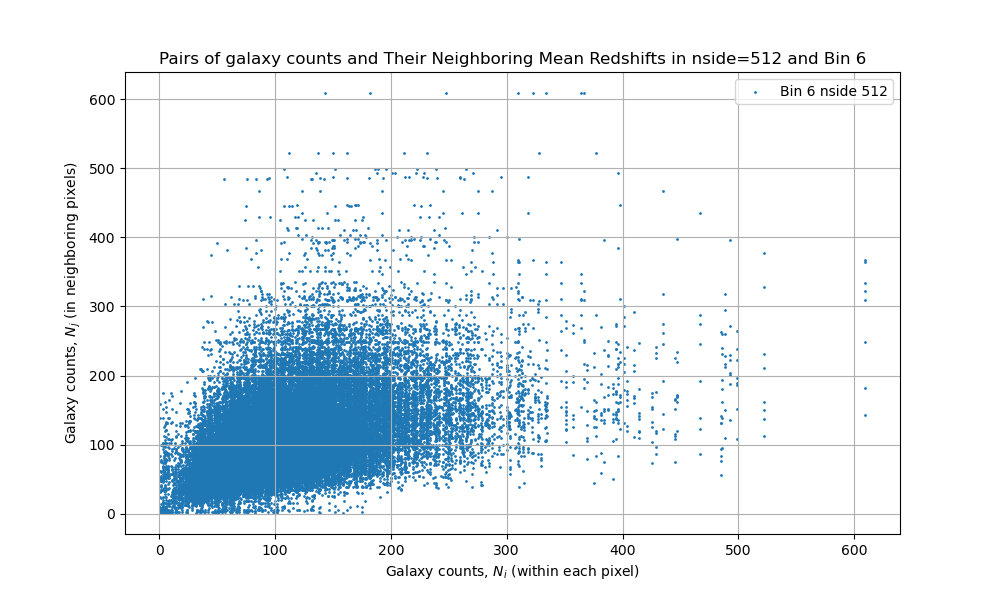 Pairs of galaxy counts and Their Neighboring Mean Redshifts in nside=512 and Bin 6
Bin 6 nside 512
600
500
400
300
200
100
0
Galaxy counts, N_j (in neighboring pixels)
0 100 200 300 400 500 600
Galaxy counts, N_i (within each pixel)